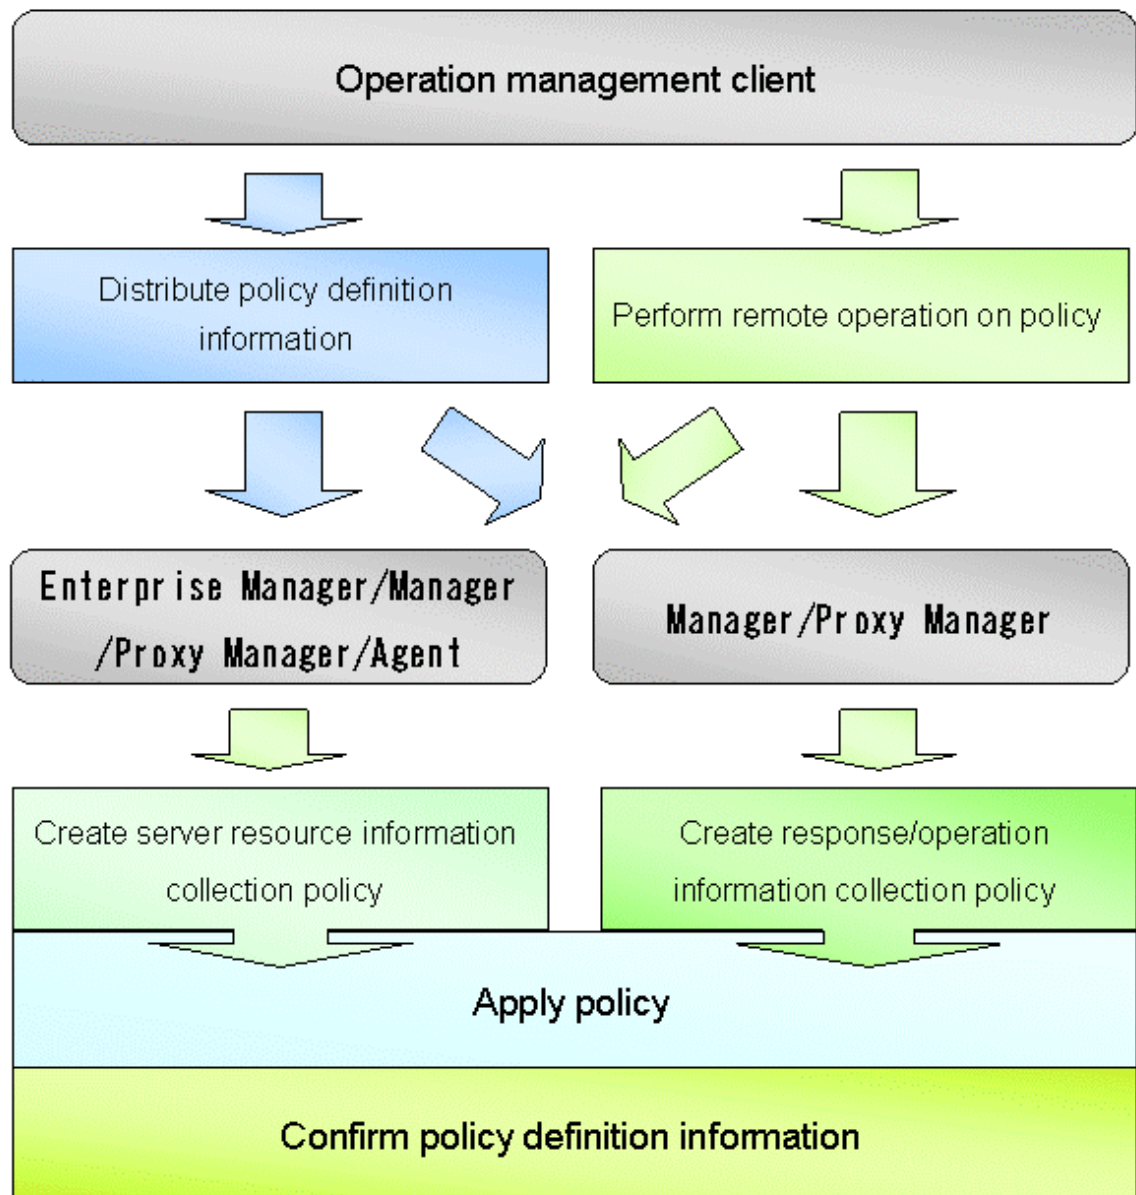 Operation management client
Distribute policy definition
information
Perform remote operation on policy
Enterprise Manager/Manager
/Proxy Manager/Agent
Manager/Proxy Manager
Create server resource information
collection policy
Create response/operation
information collection policy
Apply policy
Confirm policy definition information